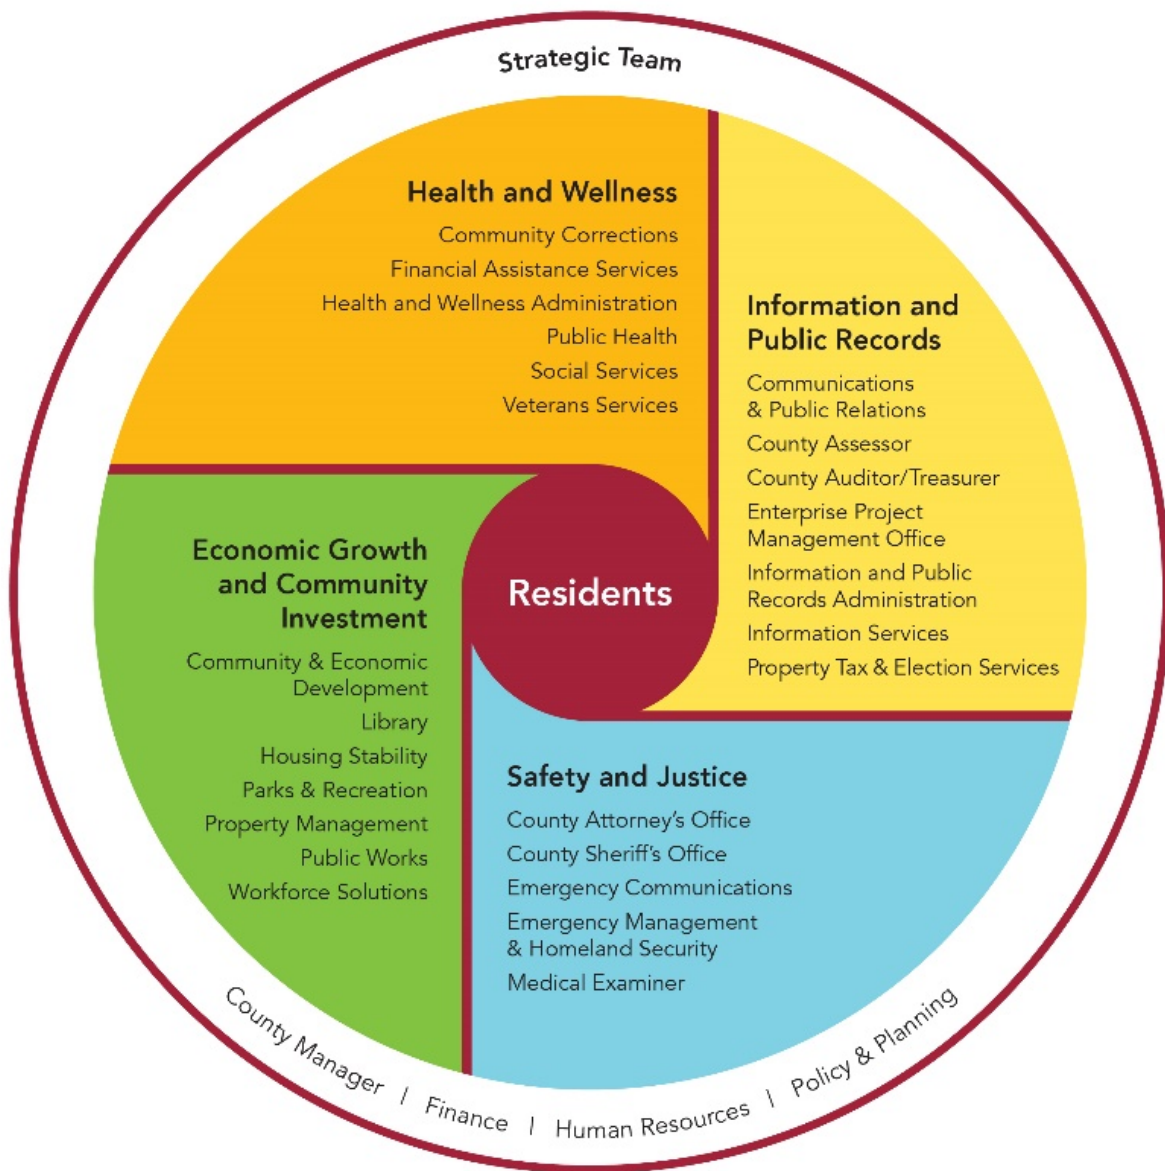 Strategic Team
Health and Wellness
Community Corrections
Financial Assistance Services
Health and Wellness Administration
Public Health
Social Services
Veterans Services
Information and
Public Records
Communications
& Public Relations
County Assessor
County Auditor/Treasurer
Enterprise Project
Management Office
Information and Public
Records Administration
Information Services
Property Tax & Election Services
Economic Growth
and Community
Investment
Community & Economic
Development
Library
Housing Stability
Parks & Recreation
Property Management
Public Works
Workforce Solutions
Residents
Safety and Justice
County Attorney's Office
County Sheriff's Office
Emergency Communications
Emergency Management
& Homeland Security
Medical Examiner
County Manager | Finance | Human Resources | Policy & Planning